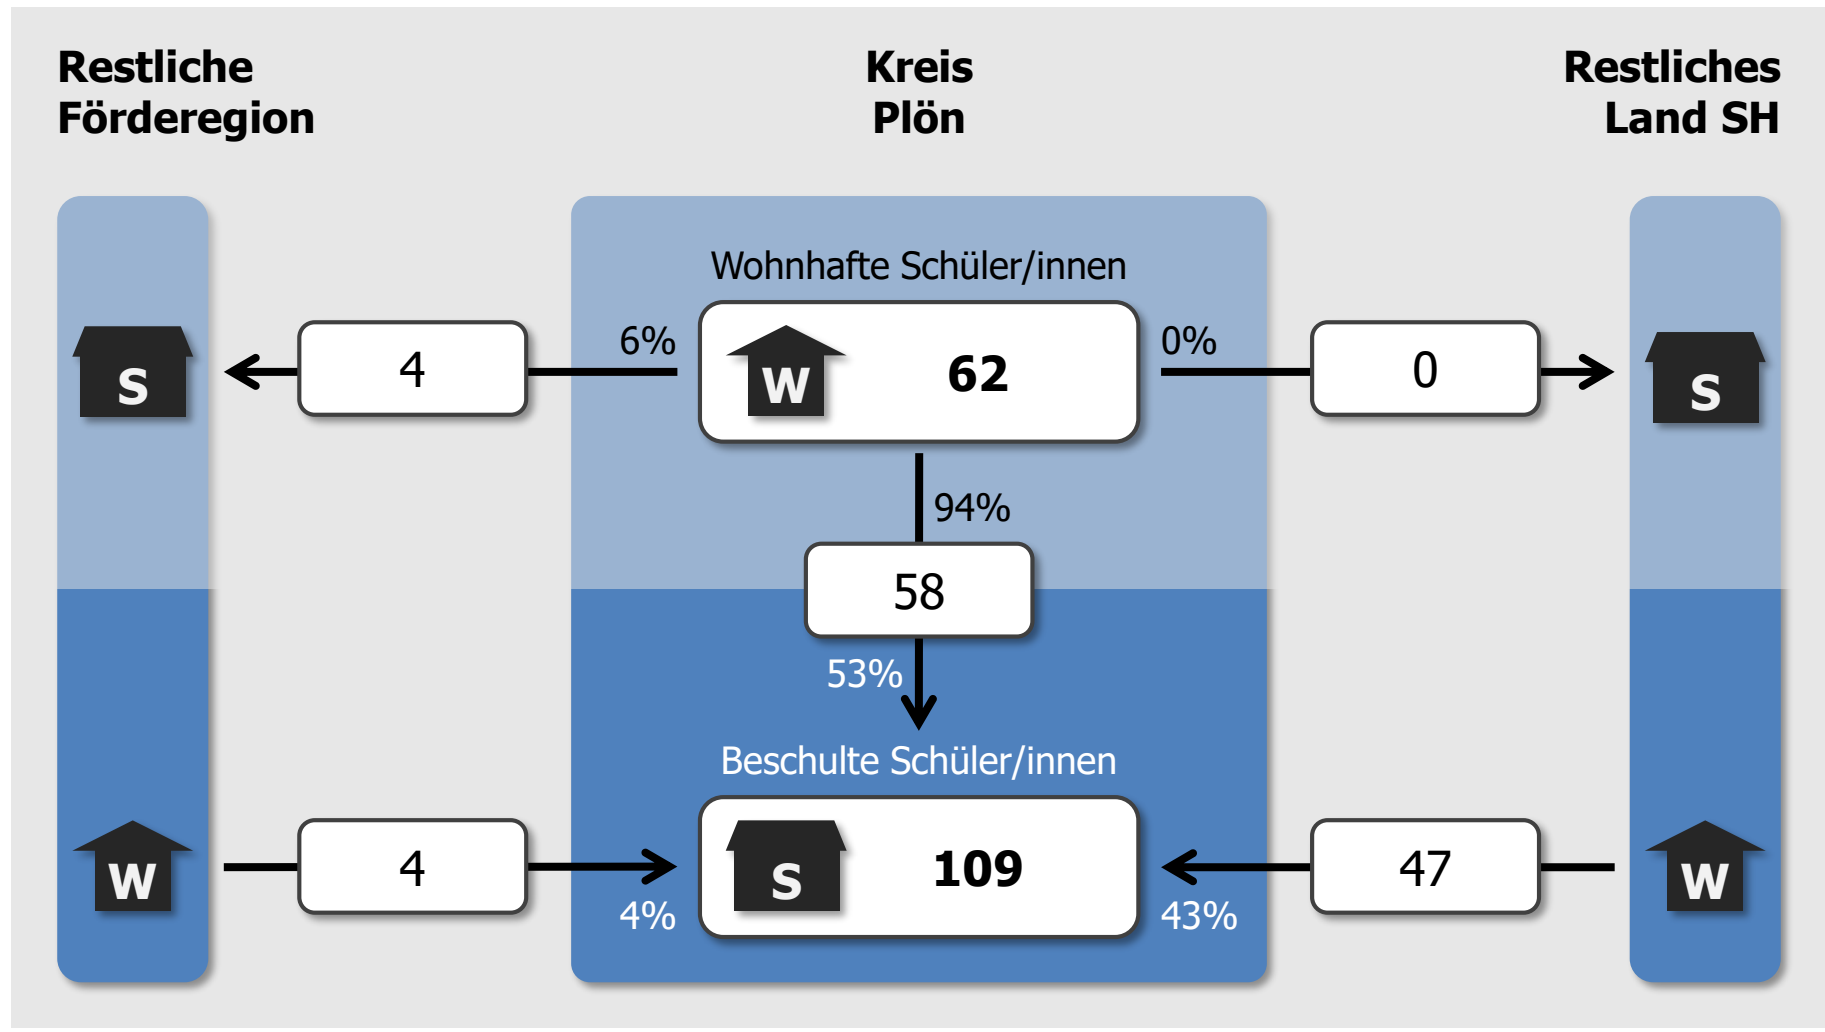 Restliche
Förderegion
Kreis
Plön
Restliches
Land SH
Wohnhafte Schüler/innen
S
4
6%
W
62
0%
0
S
94%
58
53%
Beschulte Schüler/innen
W
4
4%
S
109
43%
47
W